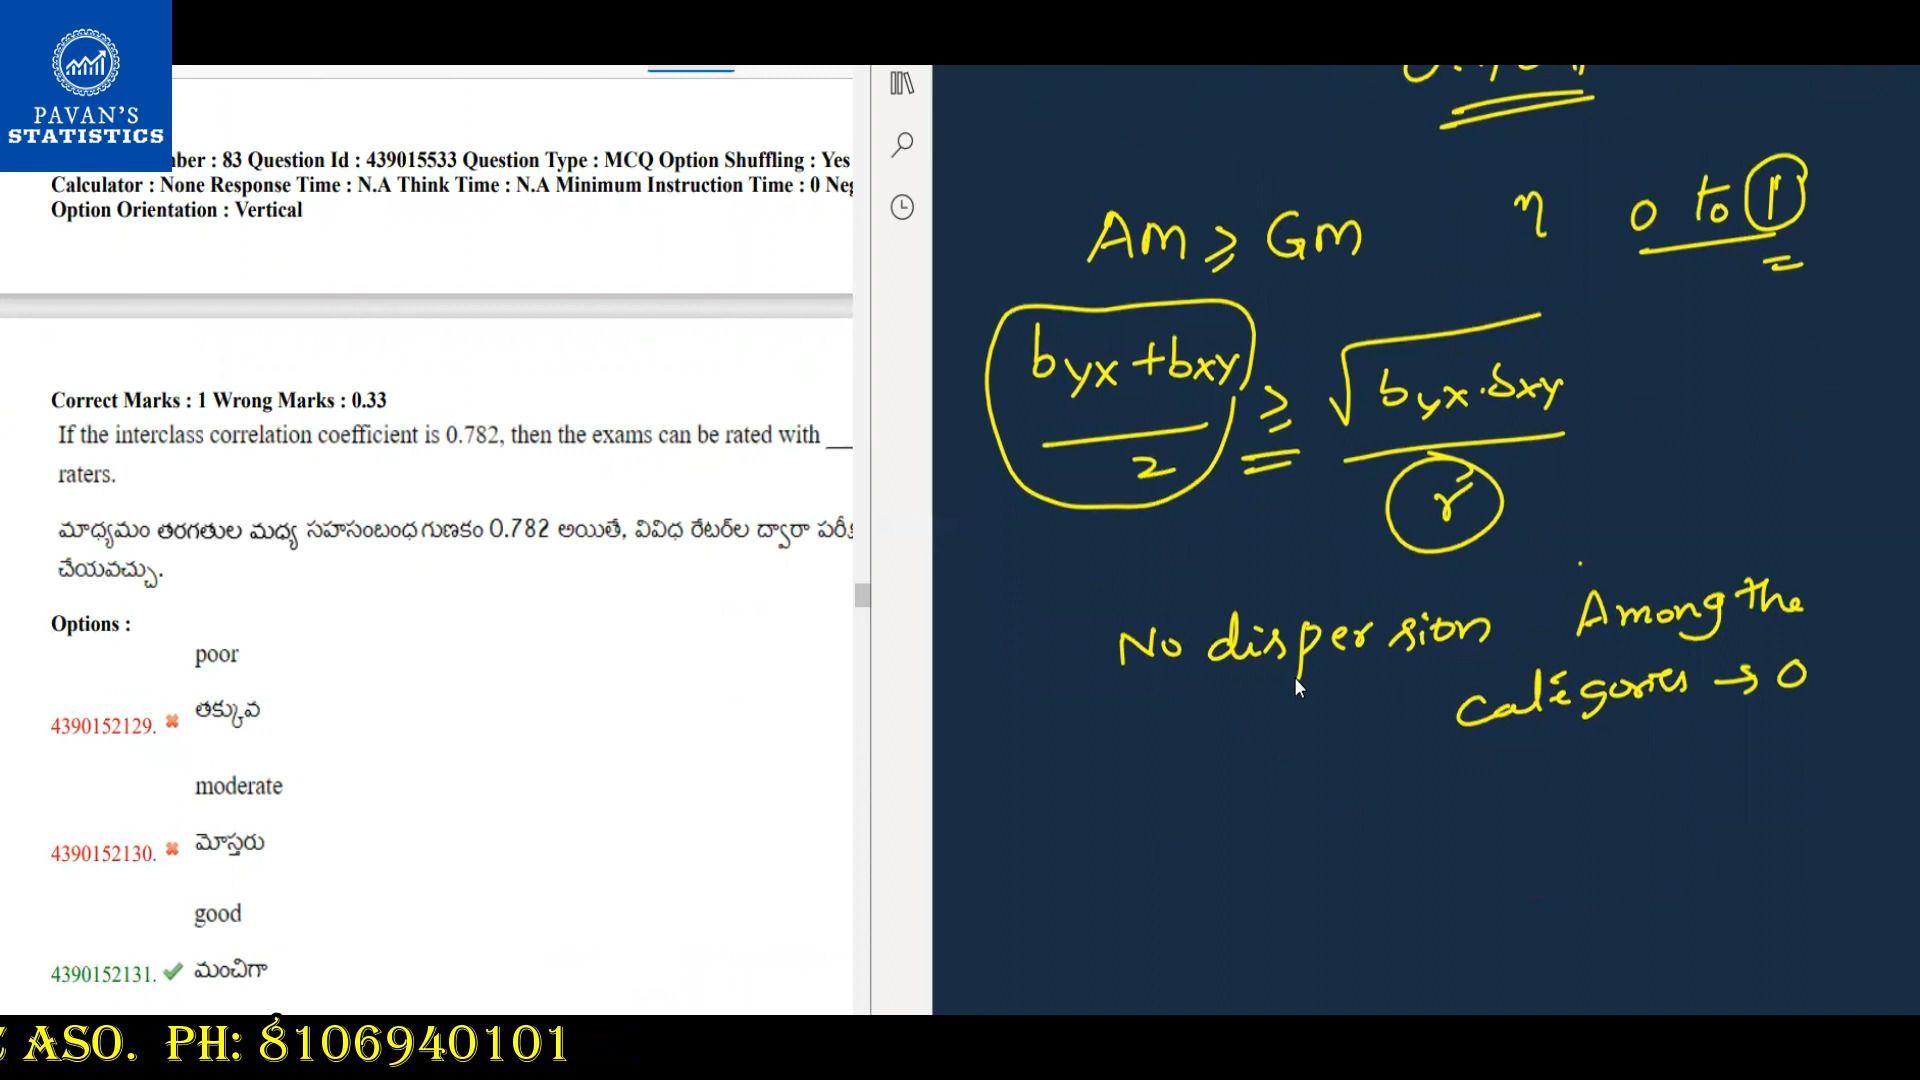 PAVAN'S
STATISTICS
nber : 83 Question Id : 439015533 Question Type : MCQ Option Shuffling : Yes
Calculator : None Response Time : N.A Think Time : N.A Minimum Instruction Time : 0 Neg
Option Orientation : Vertical
Correct Marks : 1 Wrong Marks : 0.33
If the interclass correlation coefficient is 0.782, then the exams can be rated with __
raters.
మాధ్యమం తరగతుల మధ్య సహసంబంధ గుణకం 0.782 అయితే, వివిధ రేటర్‌ల ద్వారా పరీక్
చేయవచ్చు.
Options :
poor
తక్కువ
4390152129.
moderate
మోస్తరు
4390152130.
good
మంచిగా
4390152131.
Am ≥ Gm
η 0 to 1
byx + bxy / 2 ≥ √byx·bxy
r
No dispersion Among the
categories → 0
ASO. PH: 8106940101